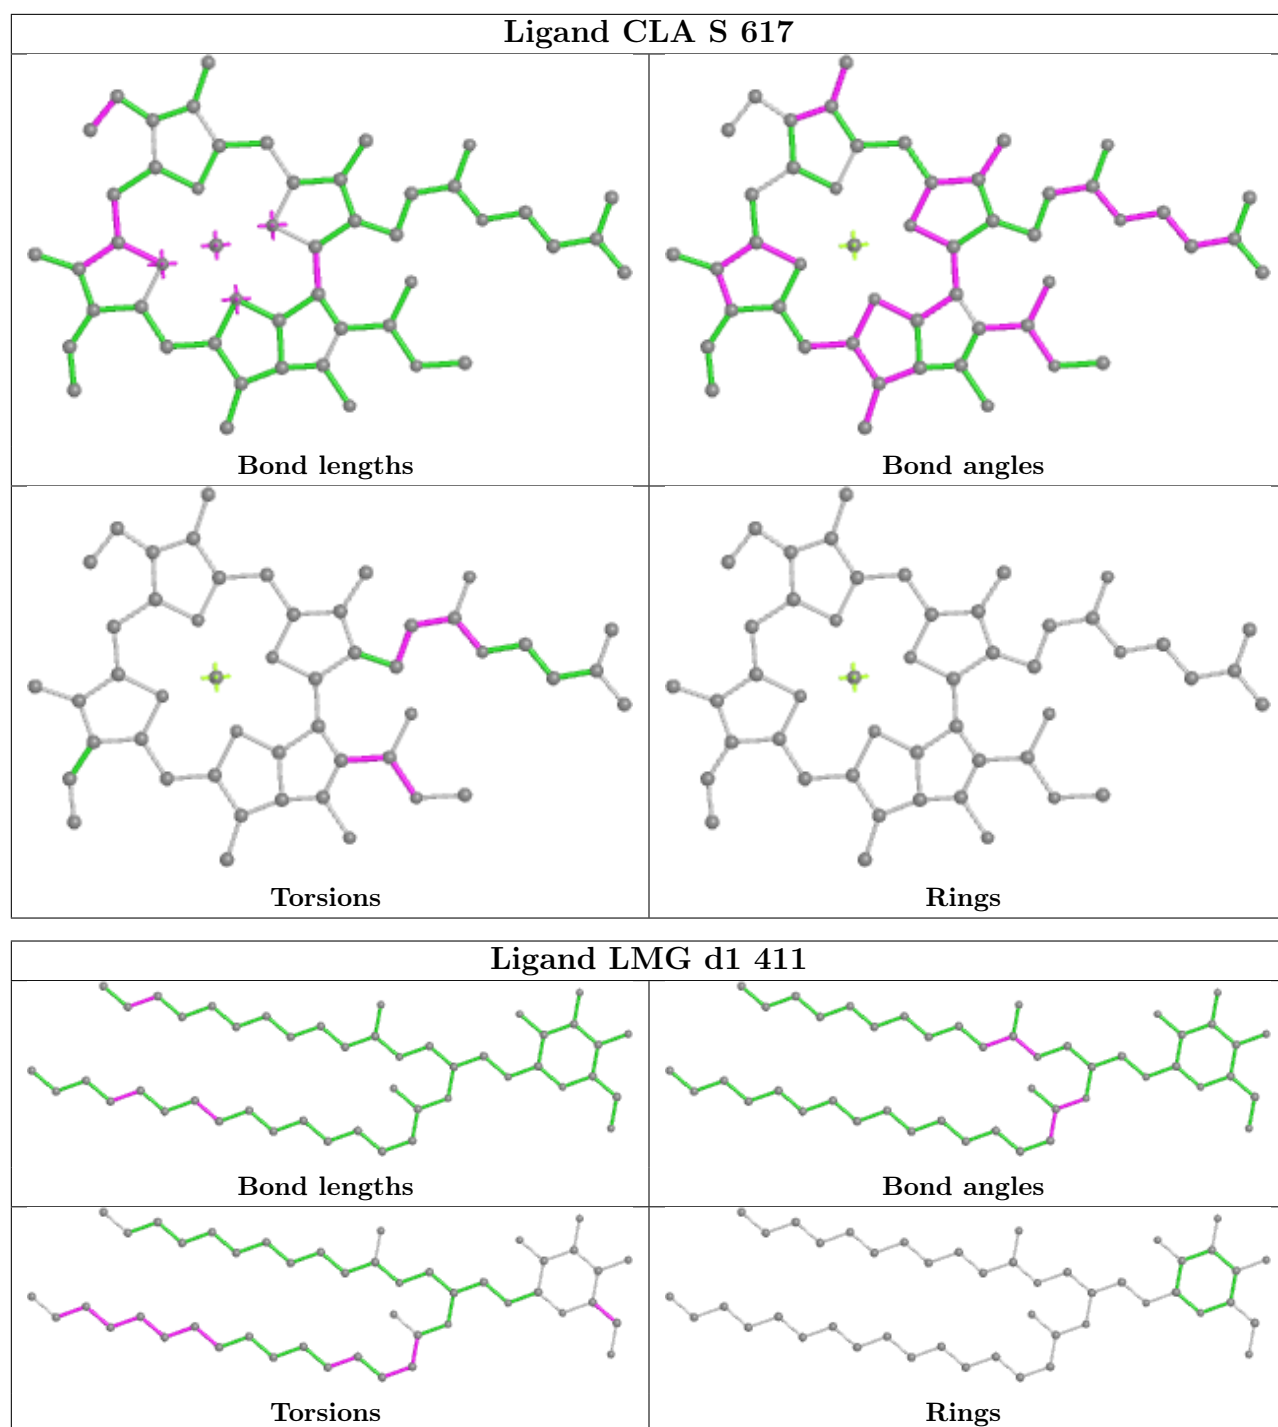 Ligand CLA S 617
Bond lengths
Bond angles
Torsions
Rings
Ligand LMG d1 411
Bond lengths
Bond angles
Torsions
Rings